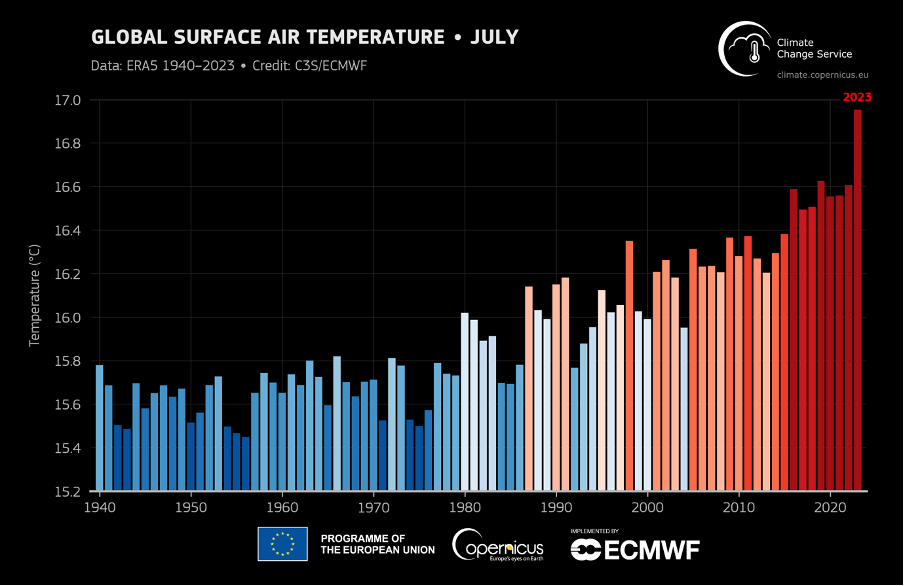 GLOBAL SURFACE AIR TEMPERATURE • JULY
Data: ERA5 1940–2023 • Credit: C3S/ECMWF
Climate
Change Service
climate.copernicus.eu
2023
Temperature (°C)
17.0
16.8
16.6
16.4
16.2
16.0
15.8
15.6
15.4
15.2
1940 1950 1960 1970 1980 1990 2000 2010 2020
PROGRAMME OF
THE EUROPEAN UNION
opernicus
Europe's eyes on Earth
IMPLEMENTED BY
ECMWF